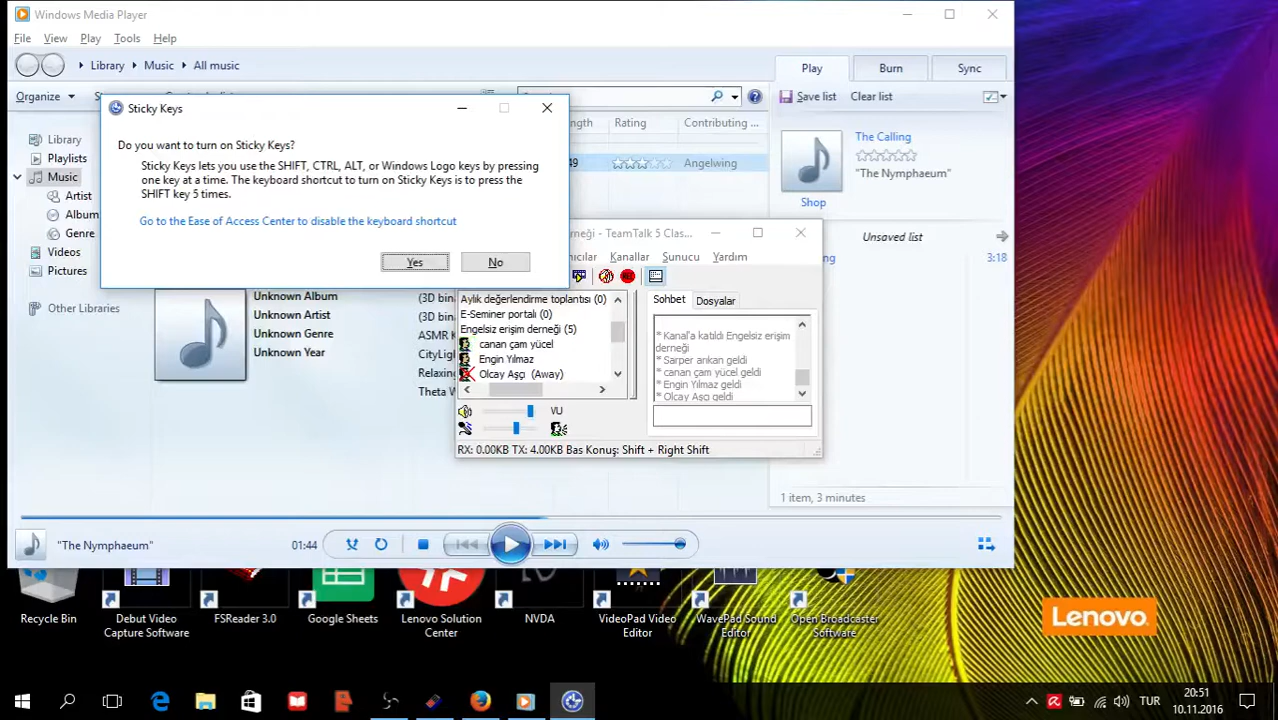 Windows Media Player
File View Play Tools Help
Library Music All music
Play Burn Sync
Organize
Save list Clear list
Rating Contributing ...
Angelwing
Sticky Keys
Do you want to turn on Sticky Keys?
Sticky Keys lets you use the SHIFT, CTRL, ALT, or Windows Logo keys by pressing
one key at a time. The keyboard shortcut to turn on Sticky Keys is to press the
SHIFT key 5 times.
Go to the Ease of Access Center to disable the keyboard shortcut
Yes No
Library
Playlists
Music
Artist
Album
Genre
Videos
Pictures
Other Libraries
The Calling
"The Nymphaeum"
Shop
Unsaved list
3:18
1 item, 3 minutes
Unknown Album
Unknown Artist
Unknown Genre
Unknown Year
(3D bin
(3D bin
ASMR
CityLigh
Relaxing
Theta W
- TeamTalk 5 Clas...
Kanallar Sunucu Yardım
Aylık değerlendirme toplantısı (0)
E-Seminer portalı (0)
Engelsiz erişim derneği (5)
canan çam yücel
Engin Yılmaz
Olcay Aşçı (Away)
Sohbet Dosyalar
* Kanal'a katıldı Engelsiz erişim
derneği
* Sarper arıkan geldi
* canan çam yücel geldi
* Engin Yılmaz geldi
* Olcay Aşçı geldi
VU
RX: 0.00KB TX: 4.00KB Bas Konuş: Shift + Right Shift
"The Nymphaeum" 01:44
Recycle Bin
Debut Video
Capture Software
FSReader 3.0
Google Sheets
Lenovo Solution
Center
NVDA
VideoPad Video
Editor
WavePad Sound
Editor
Open Broadcaster
Software
Lenovo
TUR
20:51
10.11.2016